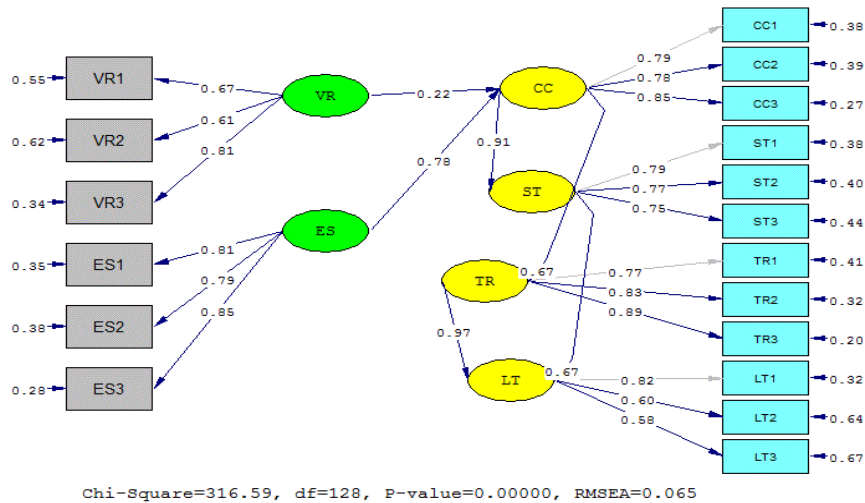 CC1 0.38
0.79
0.55 VR1 CC2 0.39
0.67 0.78
VR 0.22 CC
0.85 CC3 0.27
0.61
0.62 VR2 ST1 0.38
0.91 0.79
0.81
0.78 ST2 0.40
ST 0.77
0.34 VR3 0.75
ST3 0.44
ES
0.81 TR1 0.41
0.35 ES1 0.67 0.77
0.79 TR 0.83 TR2 0.32
0.85 0.89
0.38 ES2 0.97 TR3 0.20
0.67
LT 0.82 LT1 0.32
0.28 ES3 0.60
0.58 LT2 0.64
LT3 0.67
Chi-Square=316.59, df=128, P-value=0.00000, RMSEA=0.065